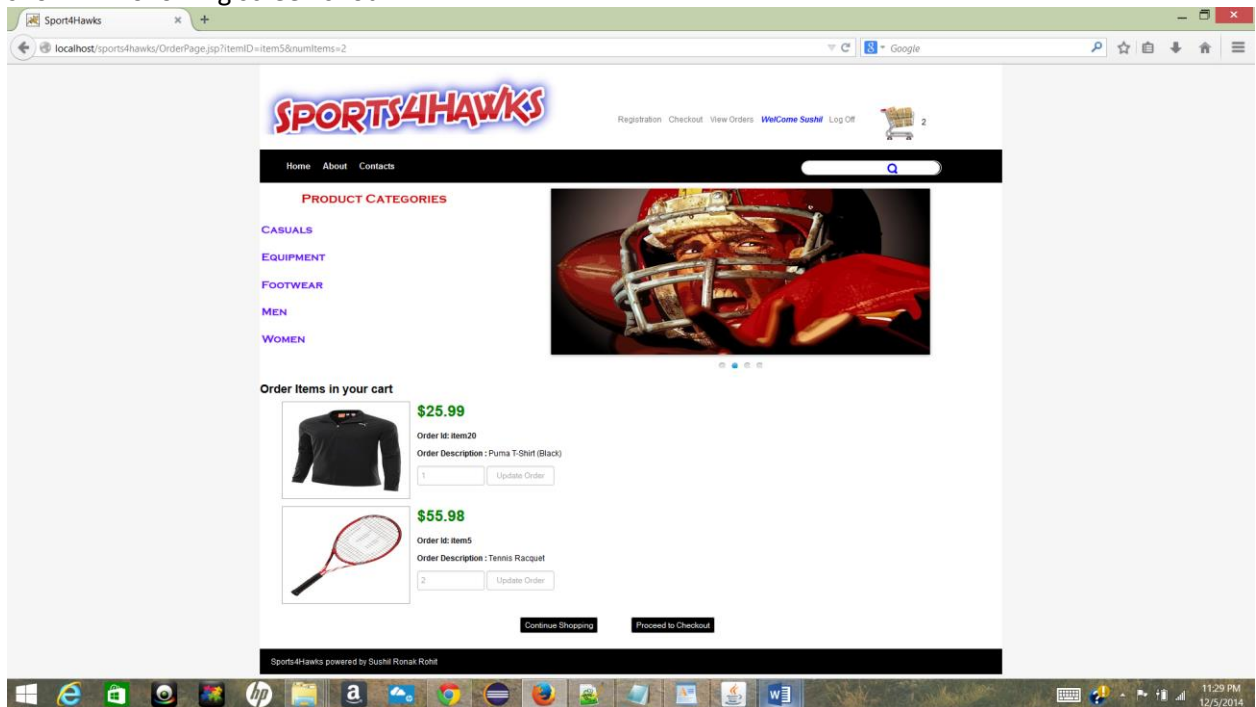 Sport4Hawks
localhost/sports4hawks/OrderPage.jsp?itemID=item5&numItems=2
Google
SPORTS4HAWKS
Registration Checkout View Orders WelCome Sushil Log Off
2
Home About Contacts
PRODUCT CATEGORIES
CASUALS
EQUIPMENT
FOOTWEAR
MEN
WOMEN
Order Items in your cart
$25.99
Order Id: item20
Order Description : Puma T-Shirt (Black)
1 Update Order
$55.98
Order Id: item5
Order Description : Tennis Racquet
2 Update Order
Continue Shopping Proceed to Checkout
Sports4Hawks powered by Sushil Ronak Rohit
11:29 PM
12/5/2014